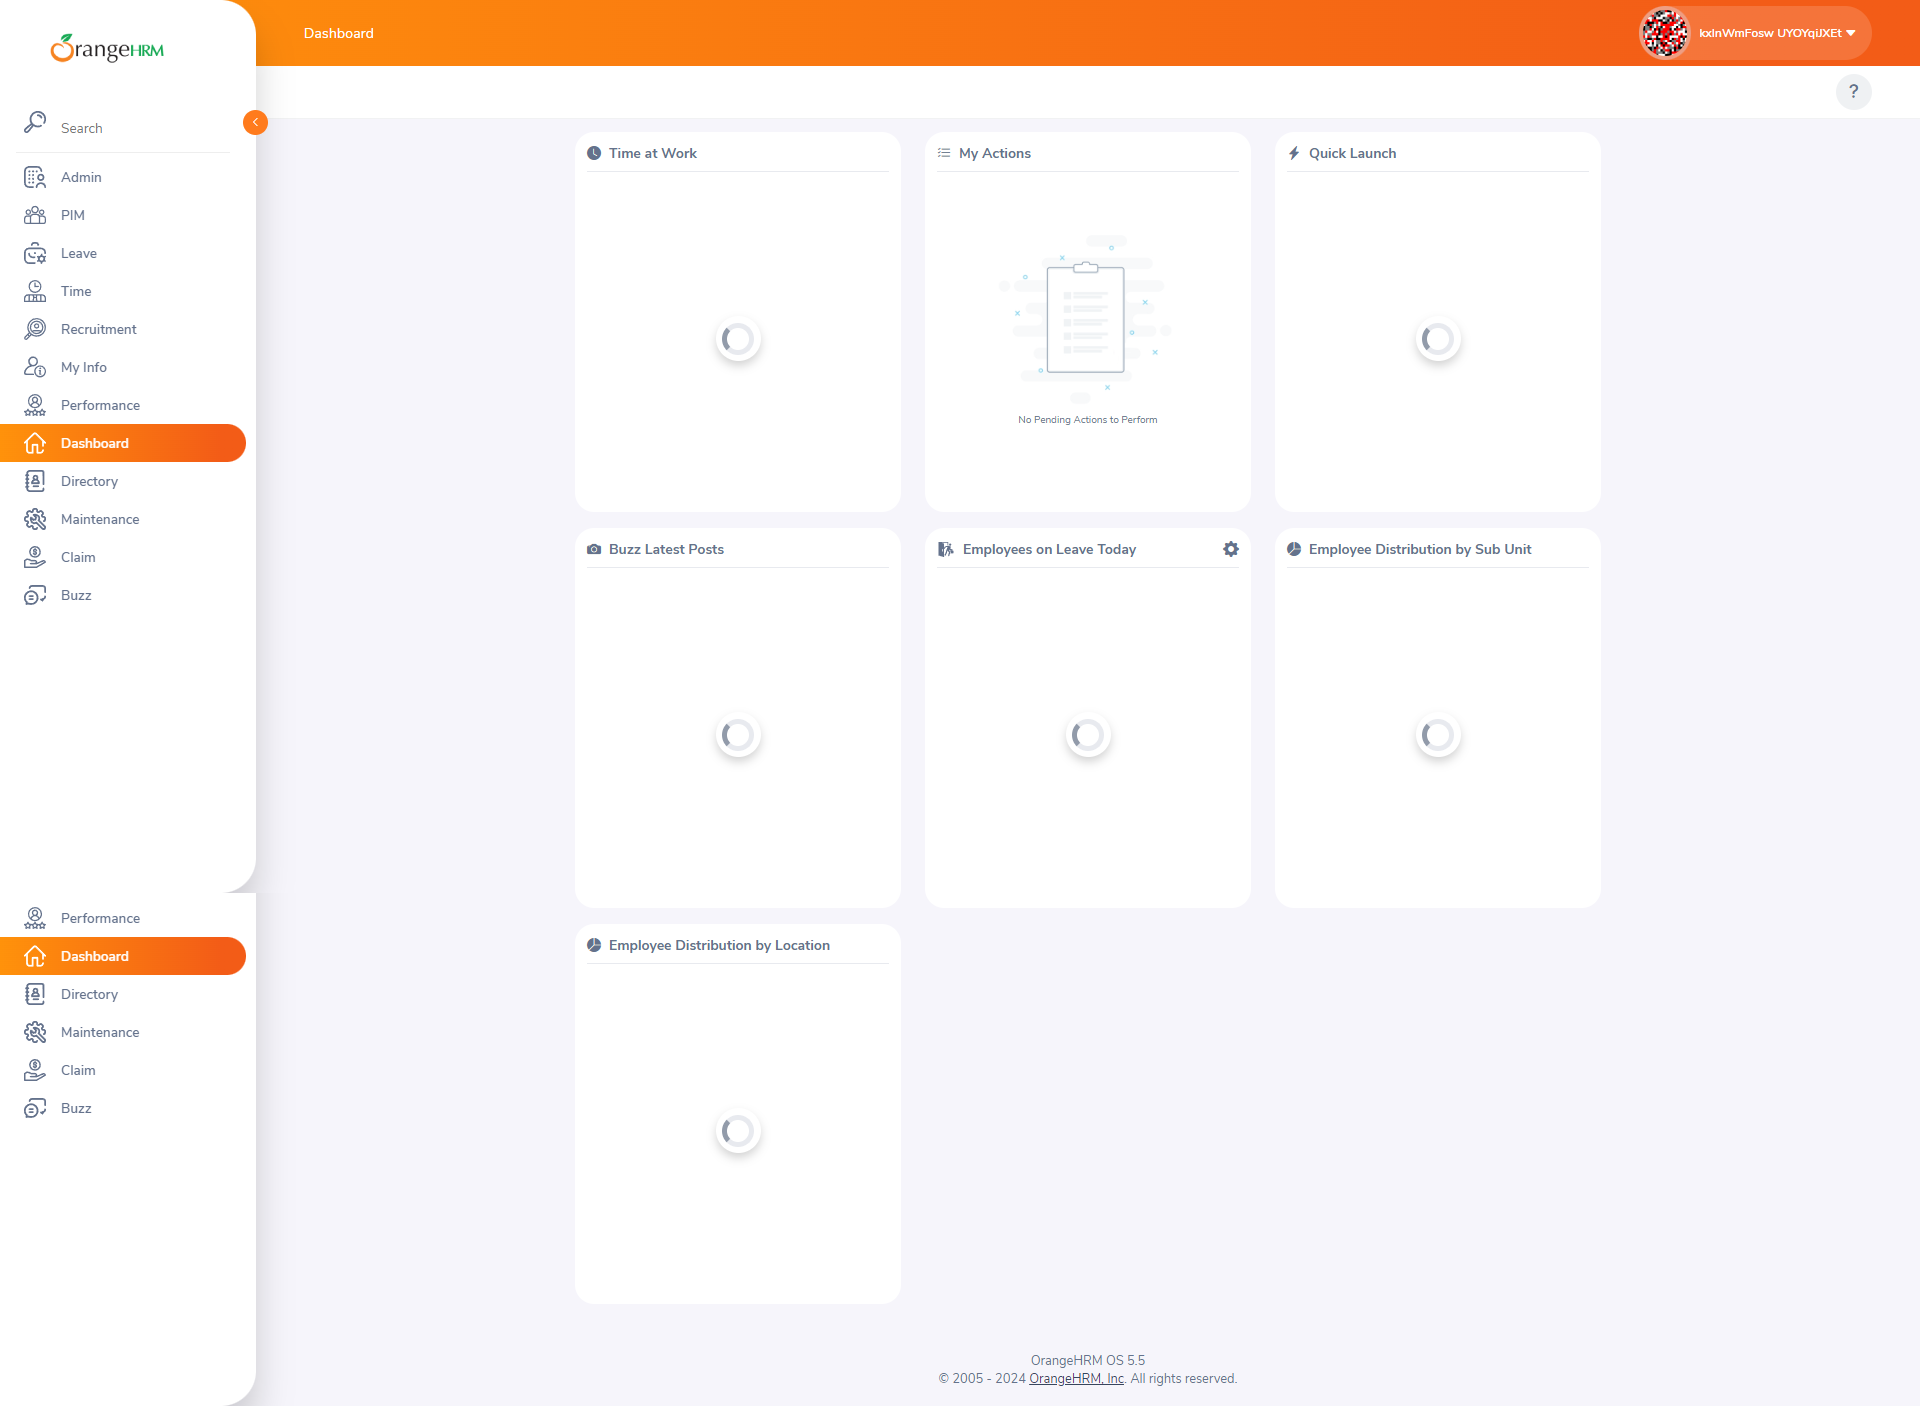 OrangeHRM
Dashboard
kxlnWmFosw UYOYqiJXEt
?
Search
Admin
PIM
Leave
Time
Recruitment
My Info
Performance
Dashboard
Directory
Maintenance
Claim
Buzz
Time at Work
My Actions
Quick Launch
No Pending Actions to Perform
Buzz Latest Posts
Employees on Leave Today
Employee Distribution by Sub Unit
Performance
Dashboard
Directory
Maintenance
Claim
Buzz
Employee Distribution by Location
OrangeHRM OS 5.5
© 2005 - 2024 OrangeHRM, Inc. All rights reserved.